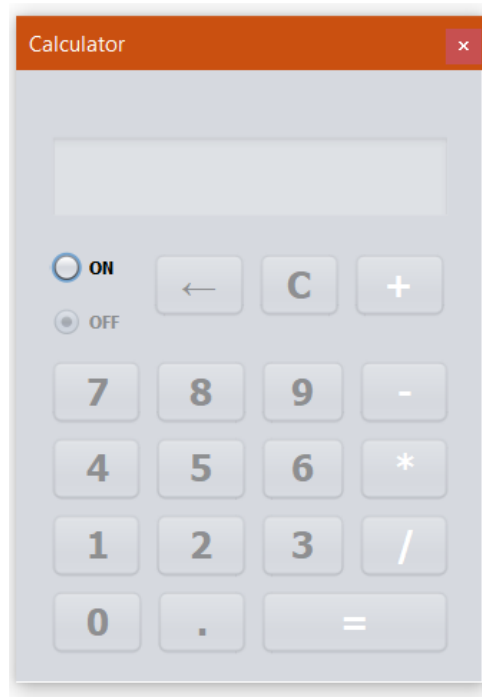 Calculator ×
ON ← C +
OFF
7 8 9 -
4 5 6 *
1 2 3 /
0 . =